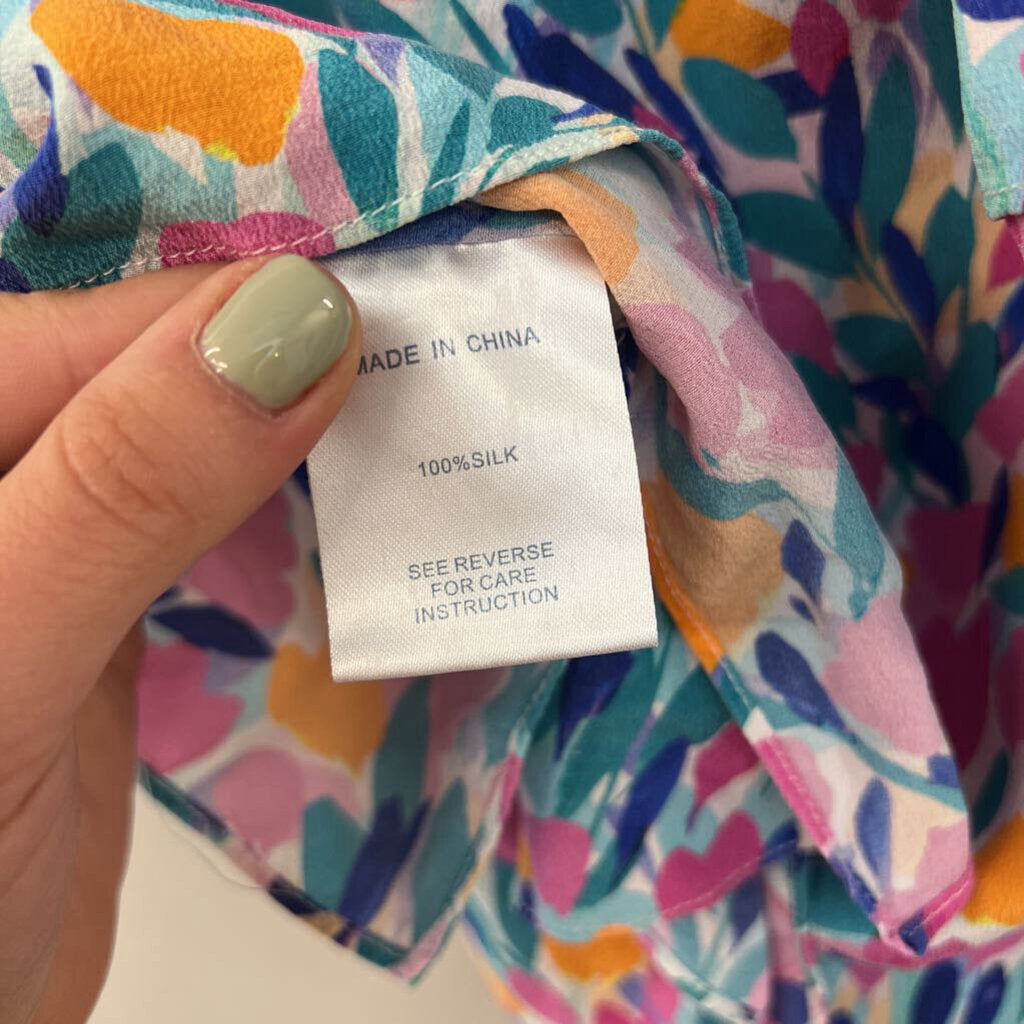 MADE IN CHINA
100%SILK
SEE REVERSE
FOR CARE
INSTRUCTION